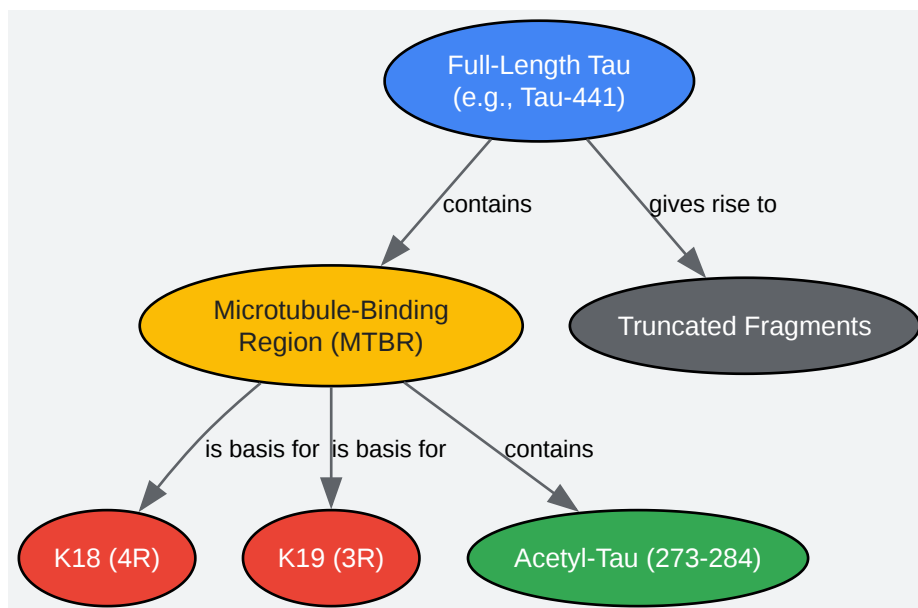 Full-Length Tau
(e.g., Tau-441)
contains
gives rise to
Microtubule-Binding
Region (MTBR)
Truncated Fragments
is basis for
is basis for
contains
K18 (4R)
K19 (3R)
Acetyl-Tau (273-284)